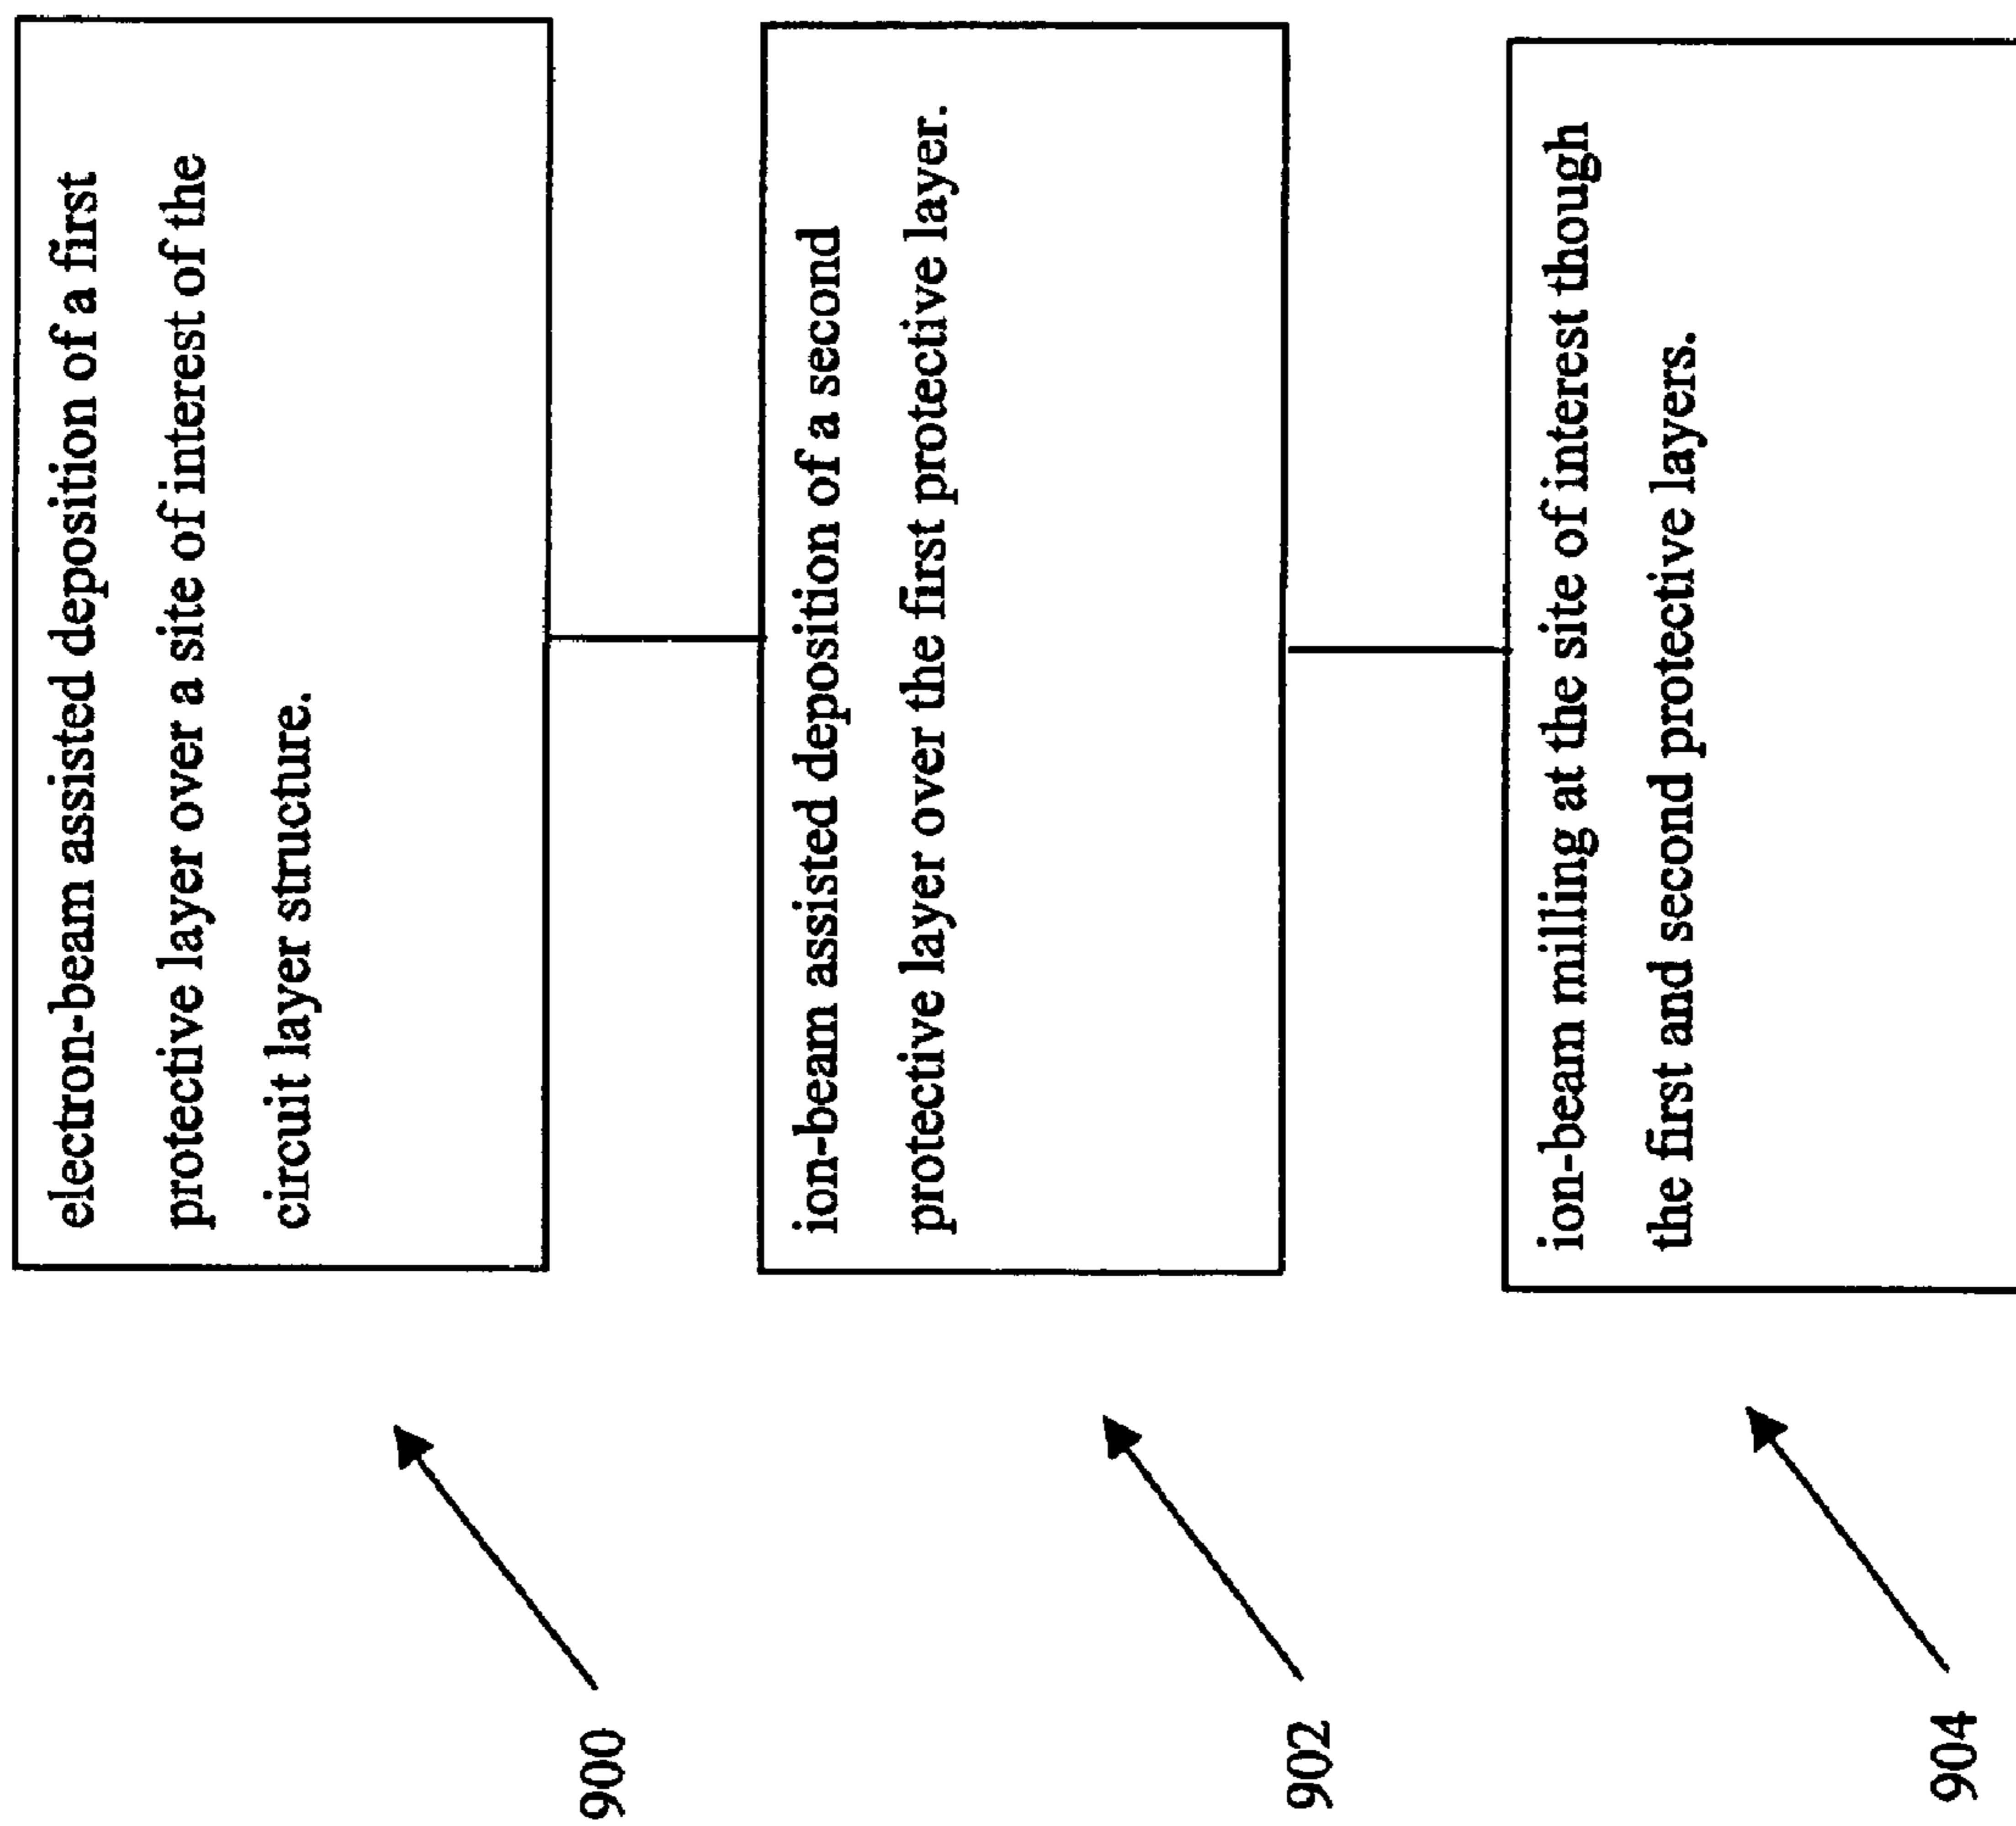 electron-beam assisted deposition of a first
protective layer over a site of interest of the
circuit layer structure.
ion-beam assisted deposition of a second
protective layer over the first protective layer.
ion-beam milling at the site of interest though
the first and second protective layers.
900
902
904